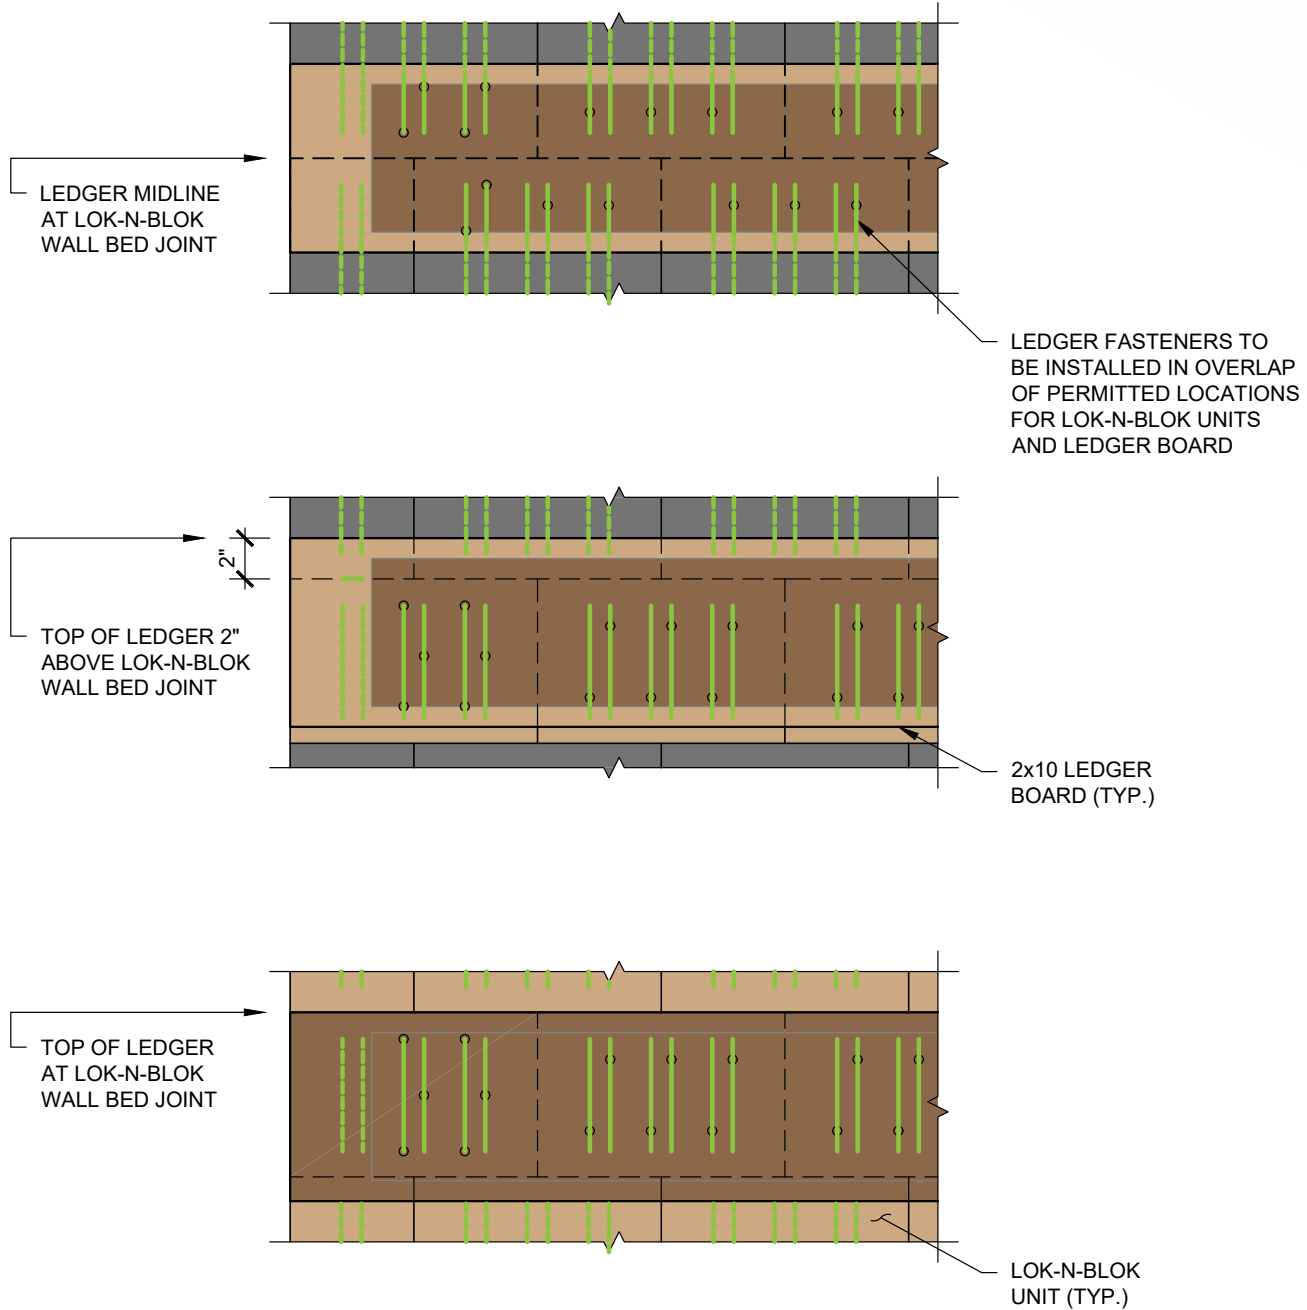 LEDGER MIDLINE
AT LOK-N-BLOK
WALL BED JOINT
LEDGER FASTENERS TO
BE INSTALLED IN OVERLAP
OF PERMITTED LOCATIONS
FOR LOK-N-BLOK UNITS
AND LEDGER BOARD
2"
TOP OF LEDGER 2"
ABOVE LOK-N-BLOK
WALL BED JOINT
2x10 LEDGER
BOARD (TYP.)
TOP OF LEDGER
AT LOK-N-BLOK
WALL BED JOINT
LOK-N-BLOK
UNIT (TYP.)